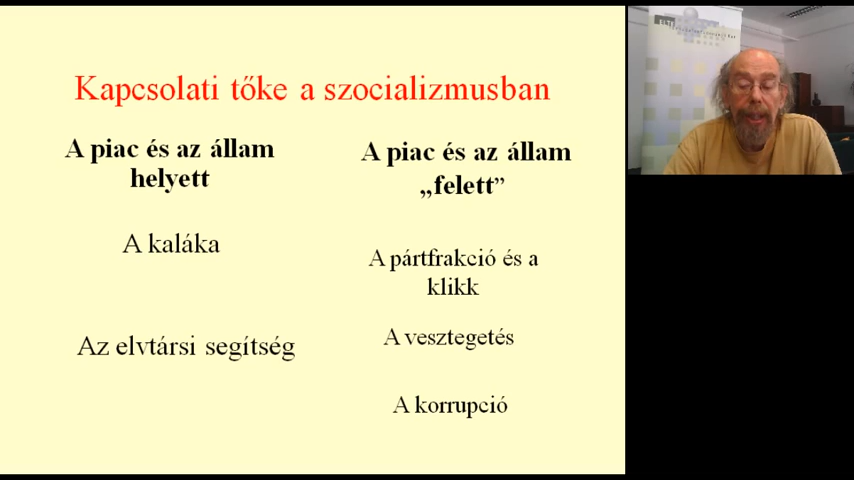 Kapcsolati tőke a szocializmusban
A piac és az állam
helyett
A kaláka
Az elvtársi segítség
A piac és az állam
„felett”
A pártfrakció és a
klikk
A vesztegetés
A korrupció